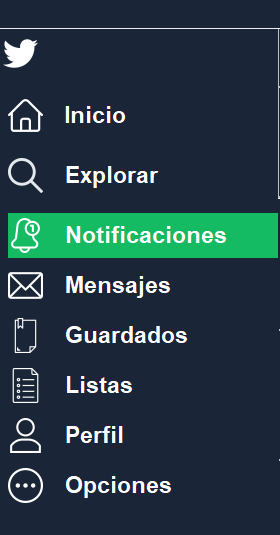 Inicio
Explorar
Notificaciones
Mensajes
Guardados
Listas
Perfil
Opciones